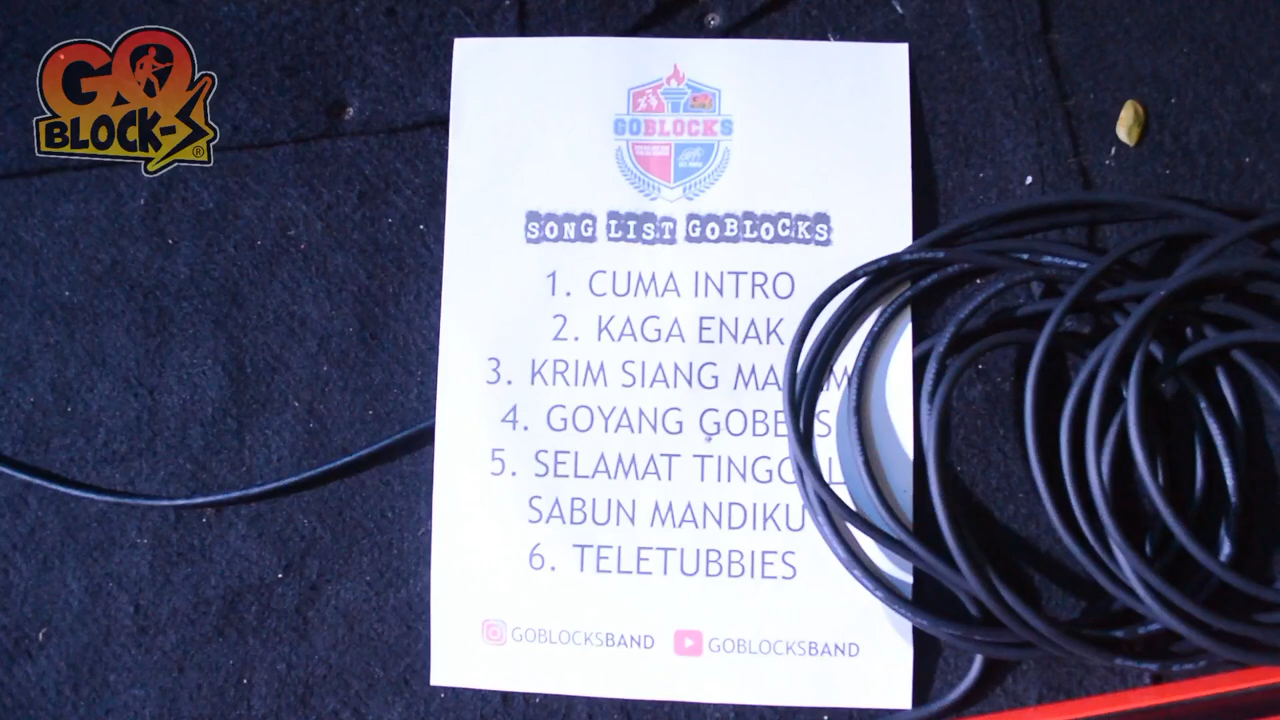 GO
BLOCK-S
®
GOBLOCKS
SONG LIST GOBLOCKS
1. CUMA INTRO
2. KAGA ENAK
3. KRIM SIANG
4. GOYANG
5. SELAMAT
SABUN MANDIKU
6. TELETUBBIES
GOBLOCKSBAND GOBLOCKSBAND